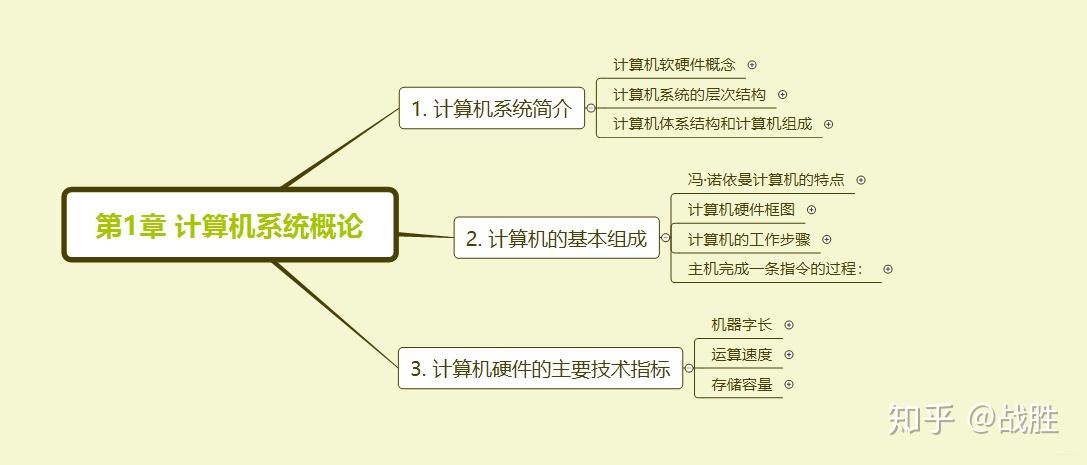 第1章 计算机系统概论
1. 计算机系统简介
计算机软硬件概念
计算机系统的层次结构
计算机体系结构和计算机组成
2. 计算机的基本组成
冯·诺依曼计算机的特点
计算机硬件框图
计算机的工作步骤
主机完成一条指令的过程：
3. 计算机硬件的主要技术指标
机器字长
运算速度
存储容量
知乎 @战胜